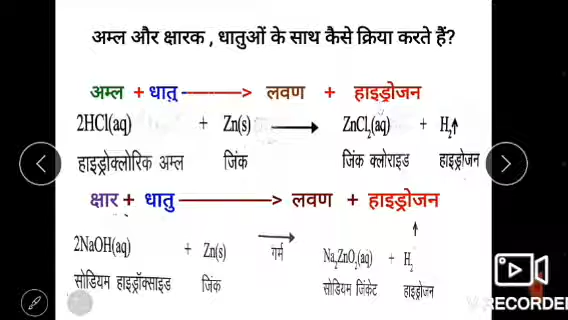 अम्ल और क्षारक , धातुओं के साथ कैसे क्रिया करते हैं?
अम्ल + धातु ————> लवण + हाइड्रोजन
2HCl(aq) + Zn(s) ⟶ ZnCl₂(aq) + H₂↑
हाइड्रोक्लोरिक अम्ल जिंक जिंक क्लोराइड हाइड्रोजन
क्षार + धातु ————> लवण + हाइड्रोजन
2NaOH(aq) + Zn(s) ⟶ गर्म Na₂ZnO₂(aq) + H₂ ↑
सोडियम हाइड्रॉक्साइड जिंक सोडियम जिंकेट हाइड्रोजन
V-RECORDER